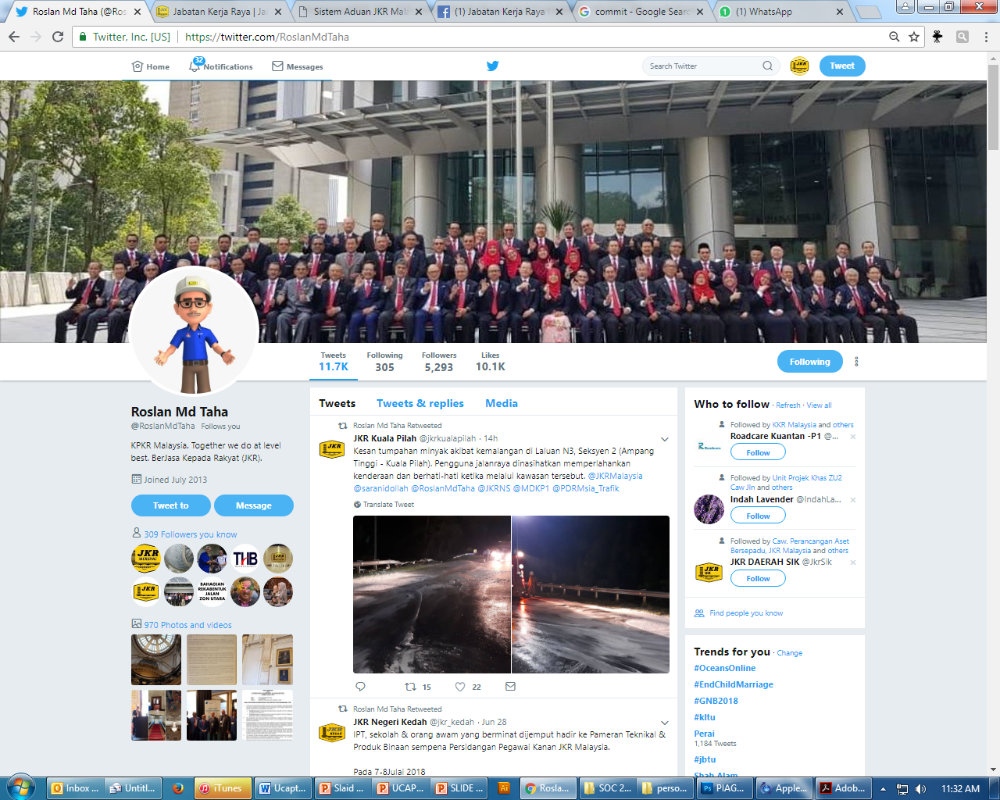 Roslan Md Taha (@Ros
Jabatan Kerja Raya | Ja
Sistem Aduan JKR Mal
(1) Jabatan Kerja Raya
commit - Google Sear
(1) WhatsApp
Twitter, Inc. [US]
https://twitter.com/RoslanMdTaha
Home
32
Notifications
Messages
Search Twitter
Tweet
Tweets
11.7K
Following
305
Followers
5,293
Likes
10.1K
Following
Roslan Md Taha
@RoslanMdTaha Follows you
KPKR Malaysia. Together we do at level
best. BerJasa Kepada Rakyat (JKR).
Joined July 2013
Tweet to
Message
309 Followers you know
JKR
MERSING
THB
JKR
BAHAGIAN
REKABENTUK
JALAN
ZON UTARA
970 Photos and videos
Tweets
Tweets & replies
Media
Roslan Md Taha Retweeted
JKR Kuala Pilah @jkrkualapilah · 14h
Kesan tumpahan minyak akibat kemalangan di Laluan N3, Seksyen 2 (Ampang
Tinggi - Kuala Pilah). Pengguna jalanraya dinasihatkan memperlahankan
kenderaan dan berhati-hati ketika melalui kawasan tersebut. @JKRMalaysia
@saranidollah @RoslanMdTaha @JKRNS @MDKP1 @PDRMsia_Trafik
Translate Tweet
15
22
Roslan Md Taha Retweeted
JKR Negeri Kedah @jkr_kedah · Jun 28
IPT, sekolah & orang awam yang berminat dijemput hadir ke Pameran Teknikal &
Produk Binaan sempena Persidangan Pegawai Kanan JKR Malaysia.
Pada 7-8Julai 2018
Who to follow · Refresh · View all
Followed by KKR Malaysia and others
Roadcare Kuantan -P1 @...
Roadcare
Follow
Followed by Unit Projek Khas ZU2
Caw Jln and others
Indah Lavender @IndahLa...
Follow
Followed by Caw. Perancangan Aset
Bersepadu, JKR Malaysia and others
JKR DAERAH SIK @JkrSik
Follow
Find people you know
Trends for you · Change
#OceansOnline
#EndChildMarriage
#GNB2018
#kltu
Perai
1,184 Tweets
#jbtu
Shah Alam
Inbox ...
Untitl...
iTunes
Ucapt...
Slaid ...
UCAP...
SLIDE ...
Ai
Rosla...
SOC 2...
perso...
Ps
PIAG...
Apple...
Adob...
11:32 AM